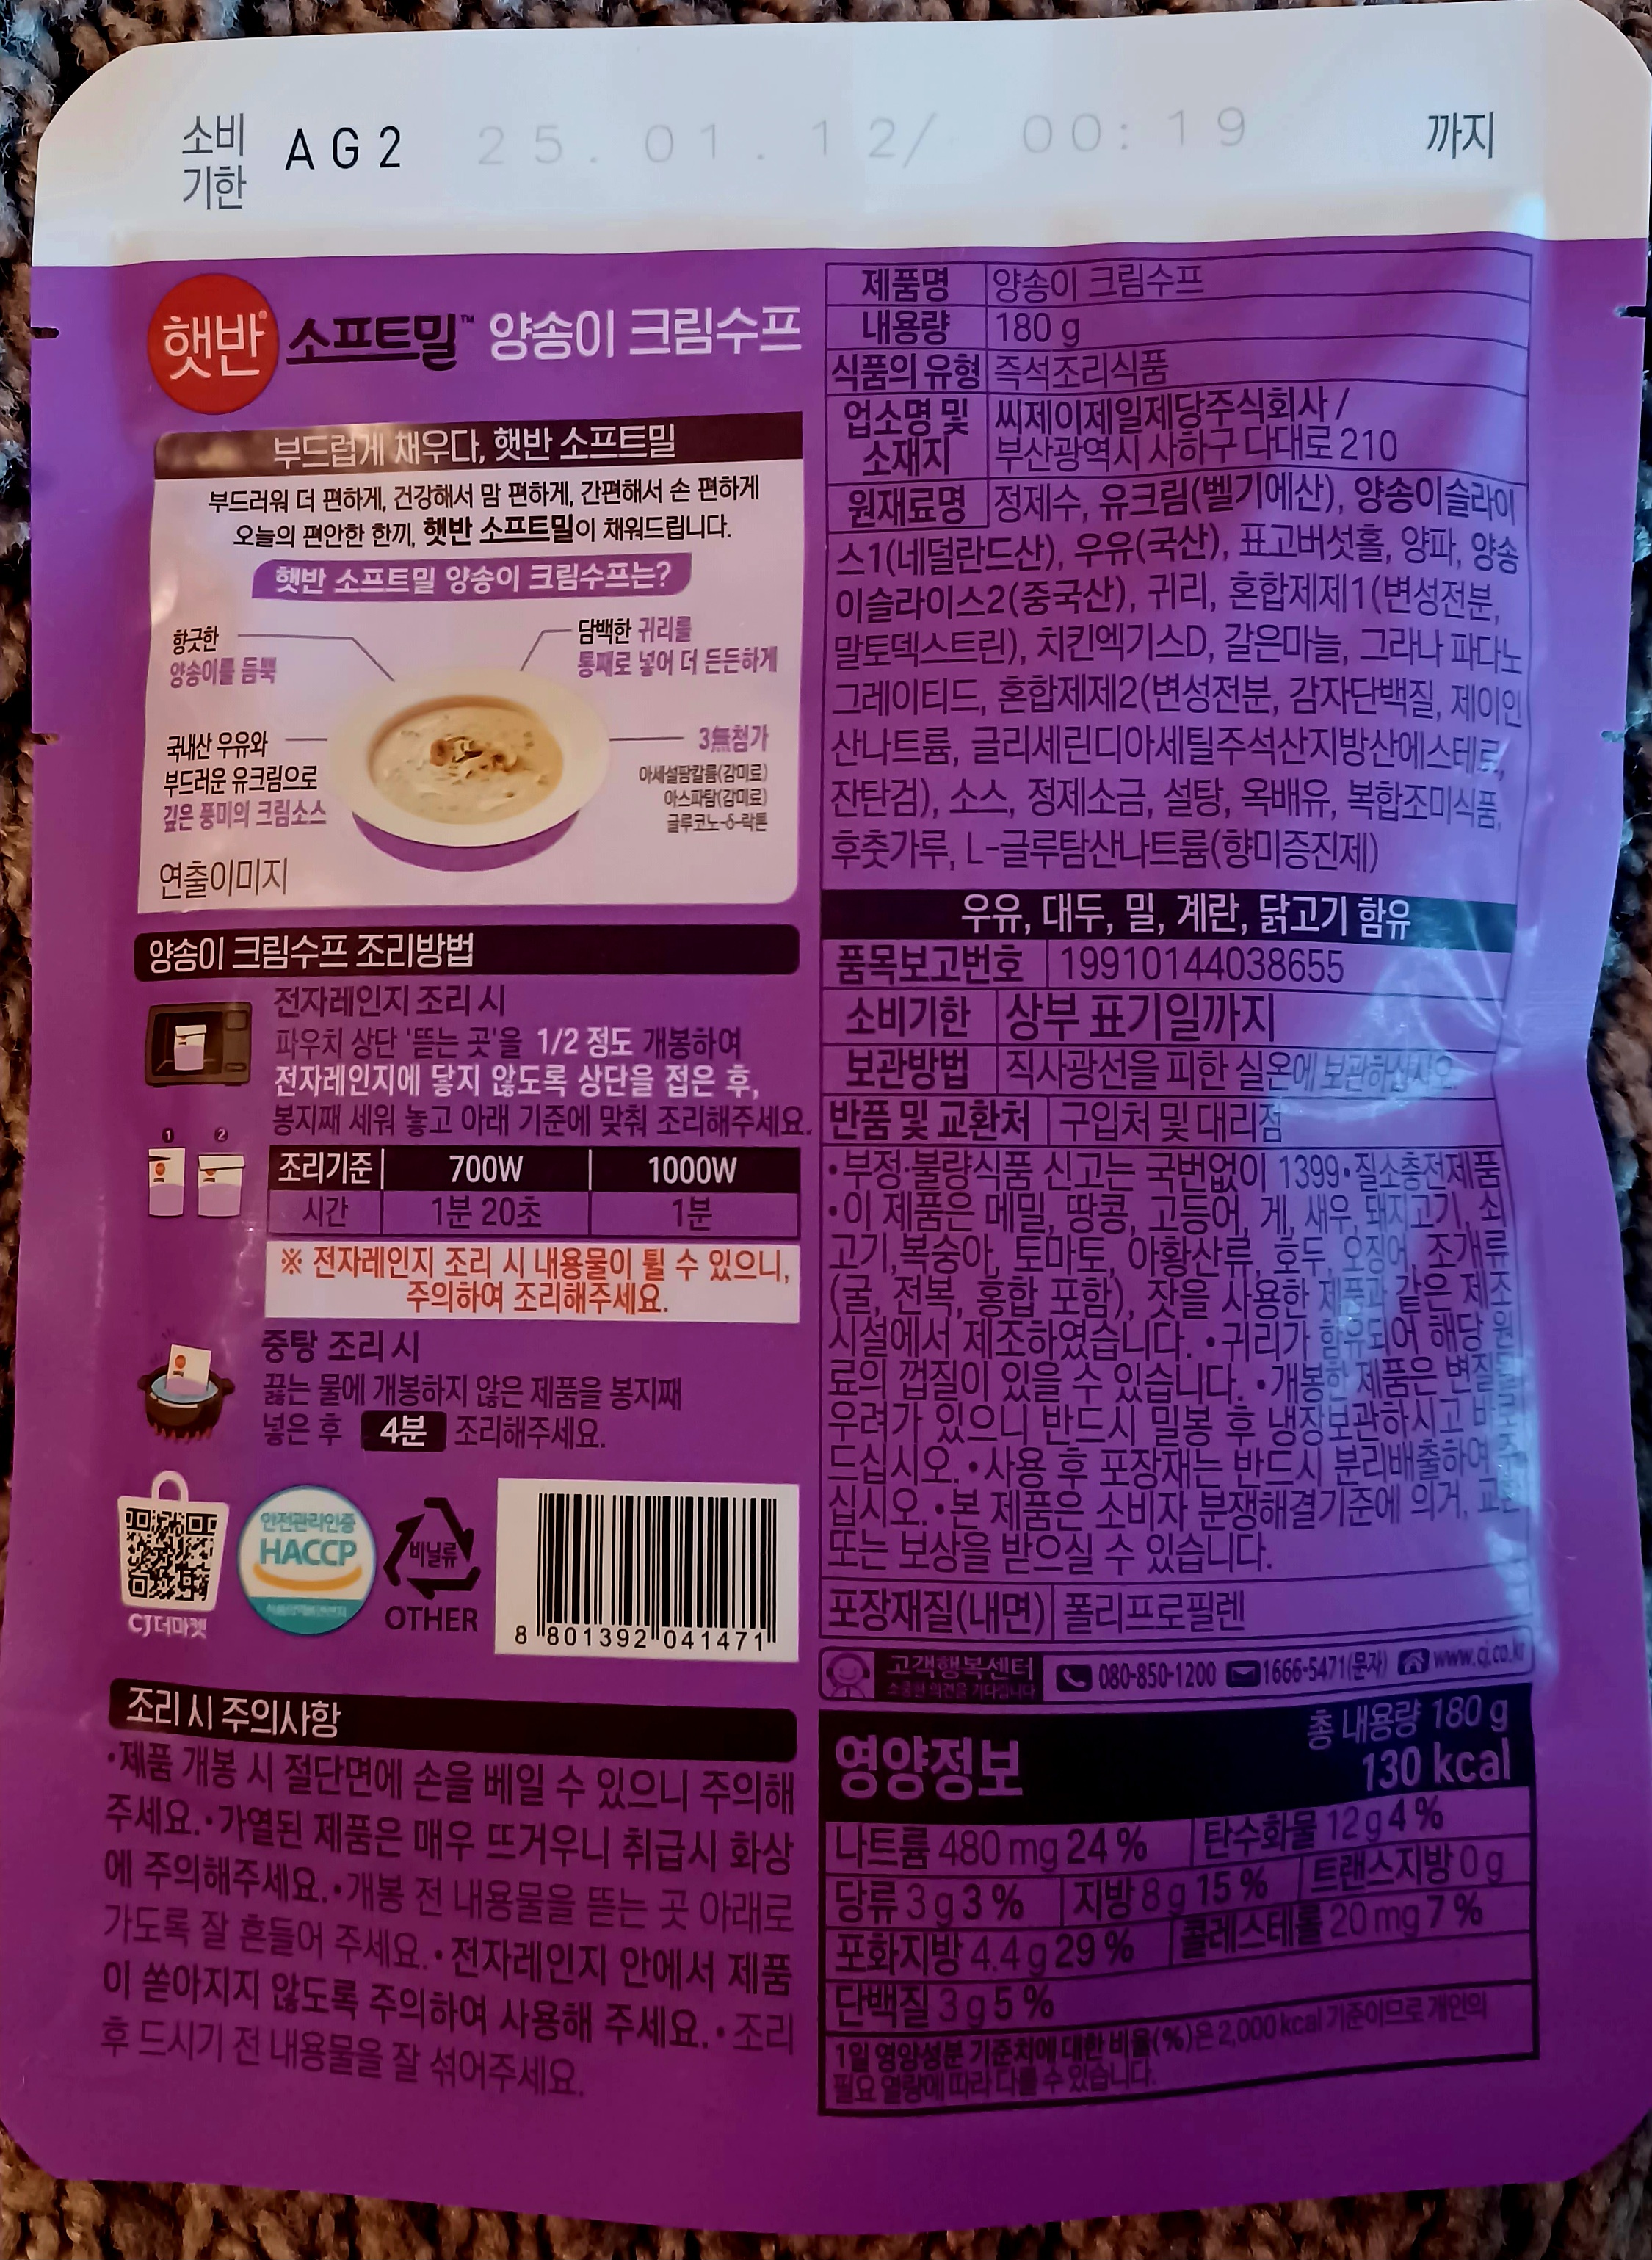 소비
기한
AG2 25.01.12/ 00:19 까지
햇반 소프트밀™ 양송이 크림수프
부드럽게 채우다, 햇반 소프트밀
부드러워 더 편하게, 건강해서 맘 편하게, 간편해서 손 편하게
오늘의 편안한 한끼, 햇반 소프트밀이 채워드립니다.
햇반 소프트밀 양송이 크림수프는?
향긋한
양송이를 듬뿍
담백한 귀리를
통째로 넣어 더 든든하게
국내산 우유와
부드러운 유크림으로
깊은 풍미의 크림소스
3無첨가
아세설팜칼륨(감미료)
아스파탐(감미료)
글루코노-δ-락톤
연출이미지
양송이 크림수프 조리방법
전자레인지 조리 시
파우치 상단 '뜯는 곳'을 1/2 정도 개봉하여
전자레인지에 닿지 않도록 상단을 접은 후,
봉지째 세워 놓고 아래 기준에 맞춰 조리해주세요.
1 2
조리기준 700W 1000W
시간 1분 20초 1분
※ 전자레인지 조리 시 내용물이 튈 수 있으니,
주의하여 조리해주세요.
중탕 조리 시
끓는 물에 개봉하지 않은 제품을 봉지째
넣은 후 4분 조리해주세요.
CJ더마켓
안전관리인증
HACCP
비닐류
OTHER
8 801392 041471
조리 시 주의사항
•제품 개봉 시 절단면에 손을 베일 수 있으니 주의해
주세요.•가열된 제품은 매우 뜨거우니 취급시 화상
에 주의해주세요.•개봉 전 내용물을 뜯는 곳 아래로
가도록 잘 흔들어 주세요.•전자레인지 안에서 제품
이 쏟아지지 않도록 주의하여 사용해 주세요.•조리
후 드시기 전 내용물을 잘 섞어주세요.
제품명 양송이 크림수프
내용량 180 g
식품의 유형 즉석조리식품
업소명 및 소재지 씨제이제일제당주식회사 /
부산광역시 사하구 다대로 210
원재료명 정제수, 유크림(벨기에산), 양송이슬라이
스1(네덜란드산), 우유(국산), 표고버섯홀, 양파, 양송
이슬라이스2(중국산), 귀리, 혼합제제1(변성전분,
말토덱스트린), 치킨엑기스D, 갈은마늘, 그라나 파다노
그레이티드, 혼합제제2(변성전분, 감자단백질, 제이인
산나트륨, 글리세린디아세틸주석산지방산에스테르,
잔탄검), 소스, 정제소금, 설탕, 옥배유, 복합조미식품,
후춧가루, L-글루탐산나트륨(향미증진제)
우유, 대두, 밀, 계란, 닭고기 함유
품목보고번호 19910144038655
소비기한 상부 표기일까지
보관방법 직사광선을 피한 실온에 보관하십시오
반품 및 교환처 구입처 및 대리점
•부정·불량식품 신고는 국번없이 1399•질소충전제품
•이 제품은 메밀, 땅콩, 고등어, 게, 새우, 돼지고기, 쇠
고기,복숭아, 토마토, 아황산류, 호두, 오징어, 조개류
(굴, 전복, 홍합 포함), 잣을 사용한 제품과 같은 제조
시설에서 제조하였습니다. •귀리가 함유되어 해당 원
료의 껍질이 있을 수 있습니다. •개봉한 제품은 변질될
우려가 있으니 반드시 밀봉 후 냉장보관하시고 바로
드십시오.•사용 후 포장재는 반드시 분리배출하여 주
십시오.•본 제품은 소비자 분쟁해결기준에 의거, 교환
또는 보상을 받으실 수 있습니다.
포장재질(내면) 폴리프로필렌
고객행복센터
소중한 의견을 기다립니다
080-850-1200 1666-5471(문자) www.cj.co.kr
영양정보
총 내용량 180 g
130 kcal
나트륨 480 mg 24 % 탄수화물 12 g 4 %
당류 3 g 3 % 지방 8 g 15 % 트랜스지방 0 g
포화지방 4.4 g 29 % 콜레스테롤 20 mg 7 %
단백질 3 g 5 %
1일 영양성분 기준치에 대한 비율(%)은 2,000 kcal 기준이므로 개인의
필요 열량에 따라 다를 수 있습니다.